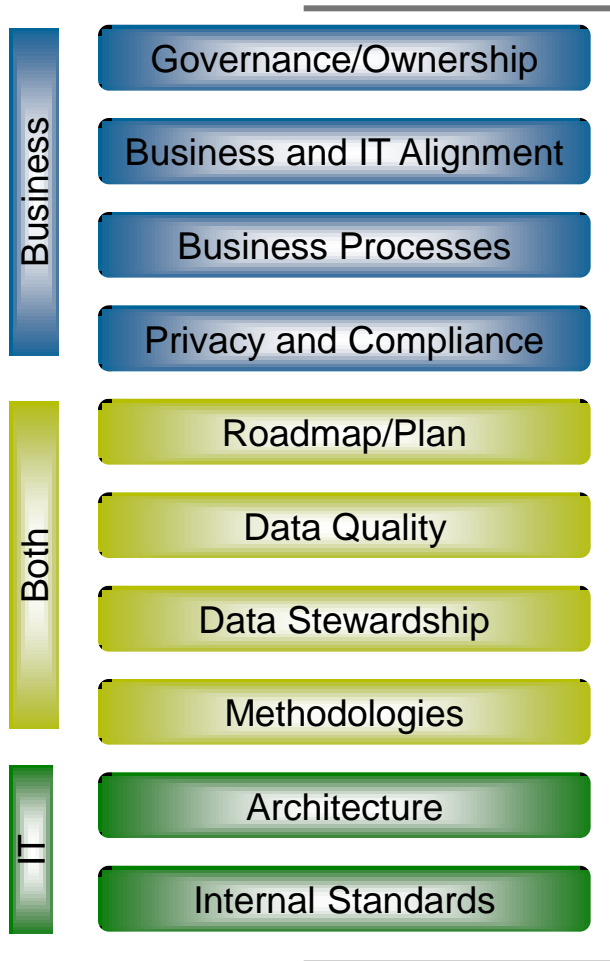 Business
Governance/Ownership
Business and IT Alignment
Business Processes
Privacy and Compliance
Both
Roadmap/Plan
Data Quality
Data Stewardship
Methodologies
IT
Architecture
Internal Standards